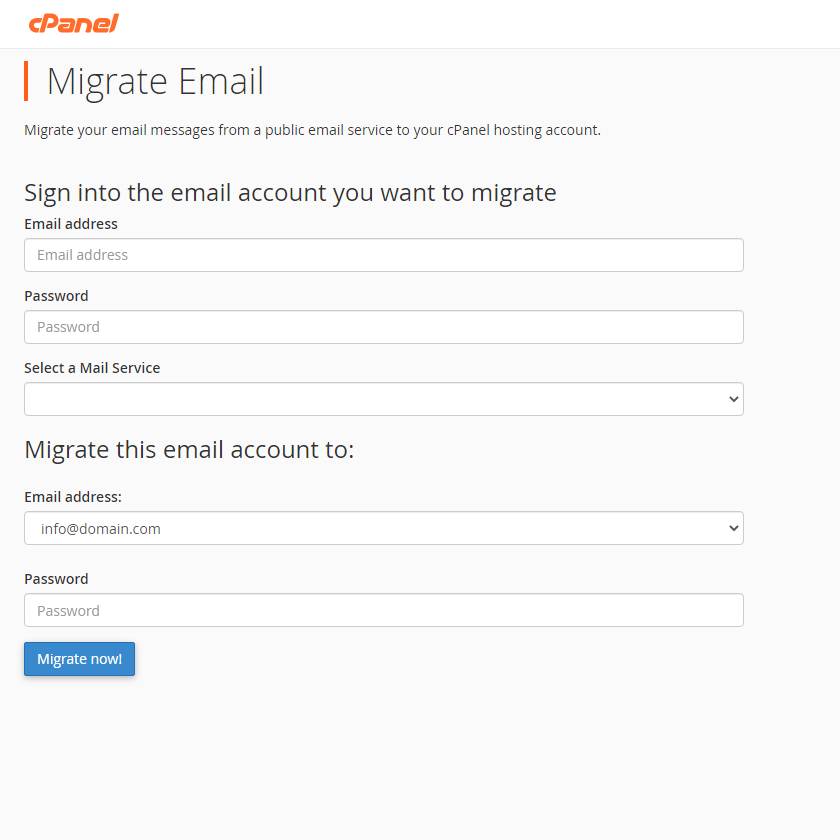 cPanel
Migrate Email
Migrate your email messages from a public email service to your cPanel hosting account.
Sign into the email account you want to migrate
Email address
Email address
Password
Password
Select a Mail Service
Migrate this email account to:
Email address:
info@domain.com
Password
Password
Migrate now!